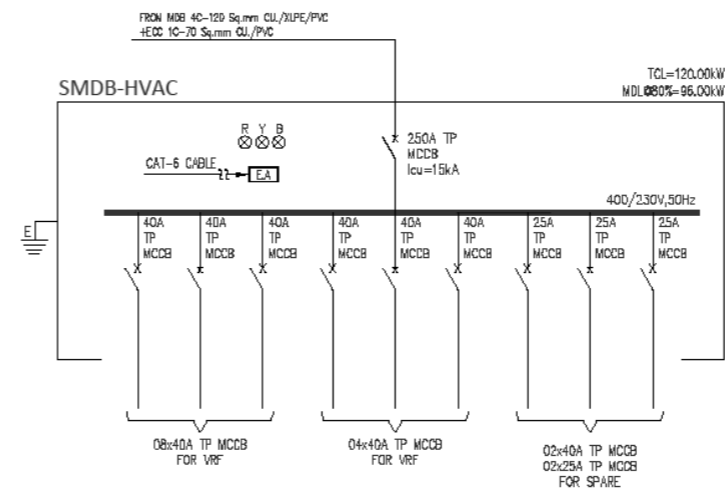 FROM MDB 4C-120 Sq.mm CU./XLPE/PVC
+ECC 1C-70 Sq.mm CU./PVC
SMDB-HVAC
TCL=120.00kW
MDL@80%=96.00kW
R Y B
CAT-6 CABLE
E.A
250A TP
MCCB
Icu=15kA
400/230V,50Hz
E
40A TP MCCB
40A TP MCCB
40A TP MCCB
40A TP MCCB
40A TP MCCB
40A TP MCCB
25A TP MCCB
25A TP MCCB
25A TP MCCB
08x40A TP MCCB
FOR VRF
04x40A TP MCCB
FOR VRF
02x40A TP MCCB
02x25A TP MCCB
FOR SPARE